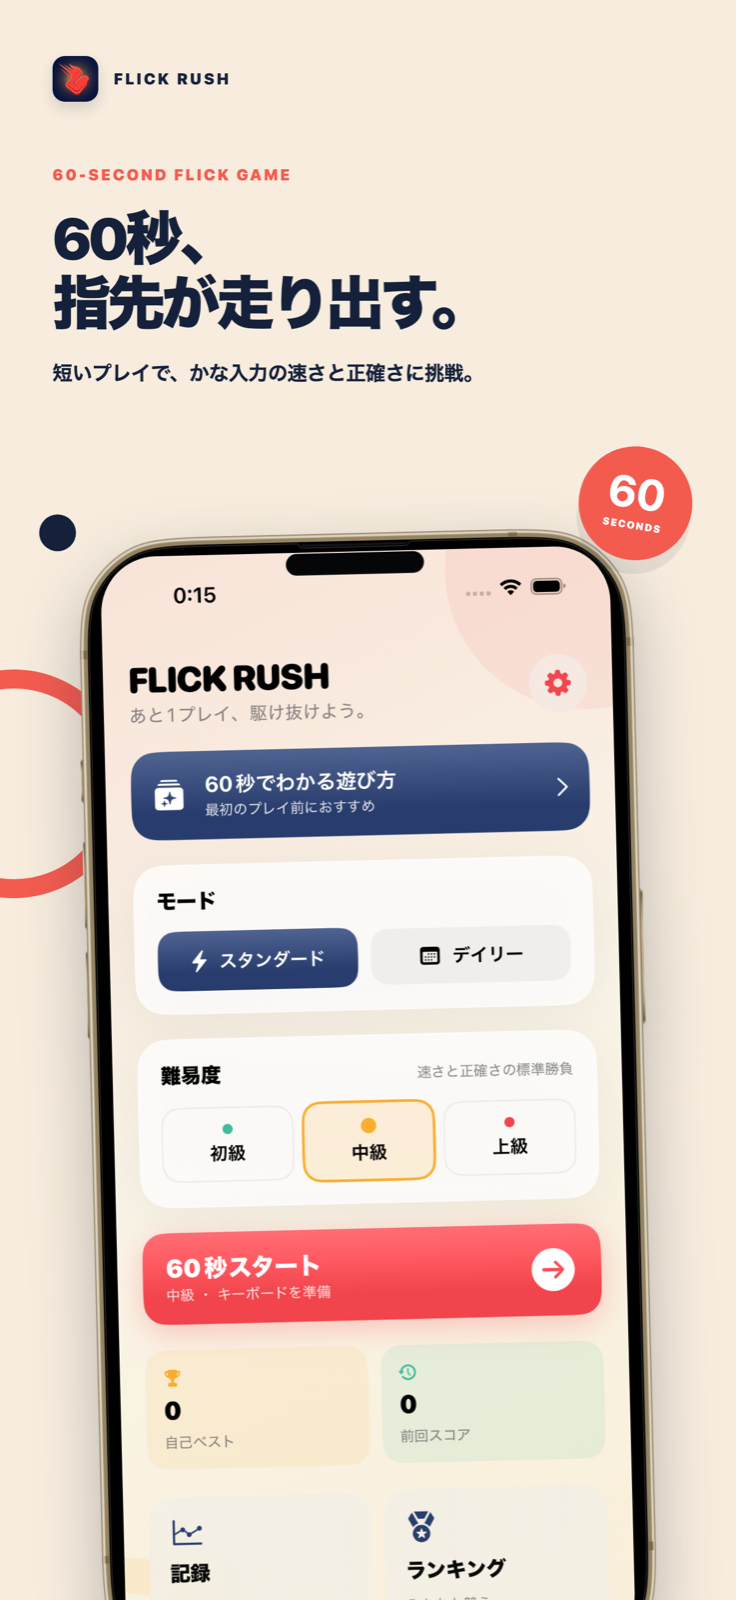 FLICK RUSH
60-SECOND FLICK GAME
60秒、
指先が走り出す。
短いプレイで、かな入力の速さと正確さに挑戦。
60
SECONDS
0:15
FLICK RUSH
あと1プレイ、駆け抜けよう。
60秒でわかる遊び方
最初のプレイ前におすすめ
モード
スタンダード
デイリー
難易度
速さと正確さの標準勝負
初級
中級
上級
60秒スタート
中級 ・ キーボードを準備
0
自己ベスト
0
前回スコア
記録
ランキング